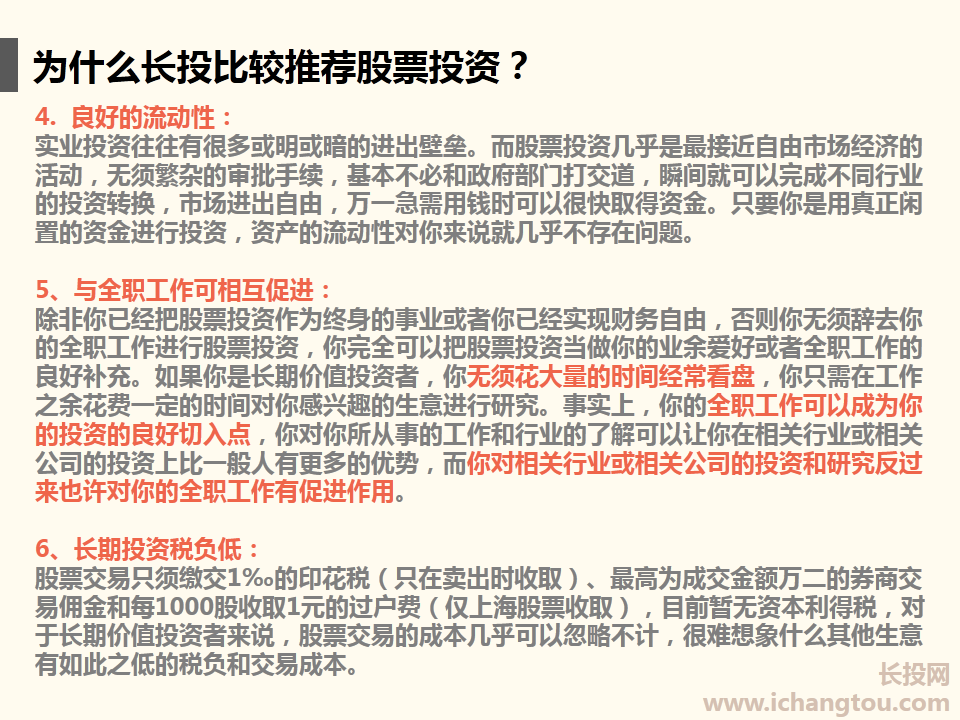 为什么长投比较推荐股票投资？
4. 良好的流动性：
实业投资往往有很多或明或暗的进出壁垒。而股票投资几乎是最接近自由市场经济的
活动，无须繁杂的审批手续，基本不必和政府部门打交道，瞬间就可以完成不同行业
的投资转换，市场进出自由，万一急需用钱时可以很快取得资金。只要你是用真正闲
置的资金进行投资，资产的流动性对你来说就几乎不存在问题。
5、与全职工作可相互促进：
除非你已经把股票投资作为终身的事业或者你已经实现财务自由，否则你无须辞去你
的全职工作进行股票投资，你完全可以把股票投资当做你的业余爱好或者全职工作的
良好补充。如果你是长期价值投资者，你无须花大量的时间经常看盘，你只需在工作
之余花费一定的时间对你感兴趣的生意进行研究。事实上，你的全职工作可以成为你
的投资的良好切入点，你对你所从事的工作和行业的了解可以让你在相关行业或相关
公司的投资上比一般人有更多的优势，而你对相关行业或相关公司的投资和研究反过
来也许对你的全职工作有促进作用。
6、长期投资税负低：
股票交易只须缴交1‰的印花税（只在卖出时收取）、最高为成交金额万二的券商交
易佣金和每1000股收取1元的过户费（仅上海股票收取），目前暂无资本利得税，对
于长期价值投资者来说，股票交易的成本几乎可以忽略不计，很难想象什么其他生意
有如此之低的税负和交易成本。
长投网
www.ichangtou.com